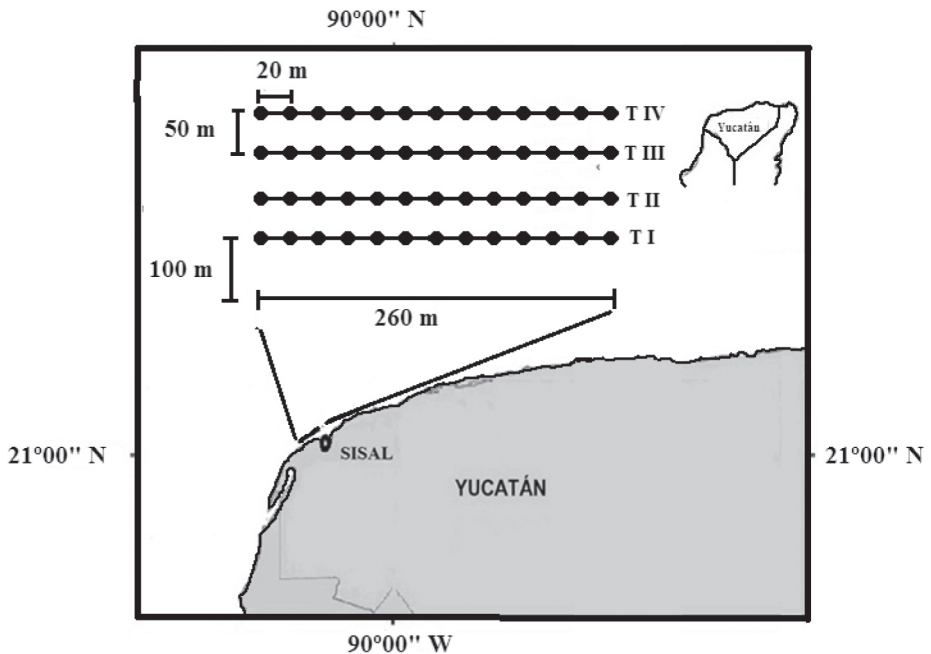 90°00" N
20 m
50 m
T IV
T III
T II
T I
Yucatán
100 m
260 m
21°00" N
21°00" N
SISAL
YUCATÁN
90°00" W